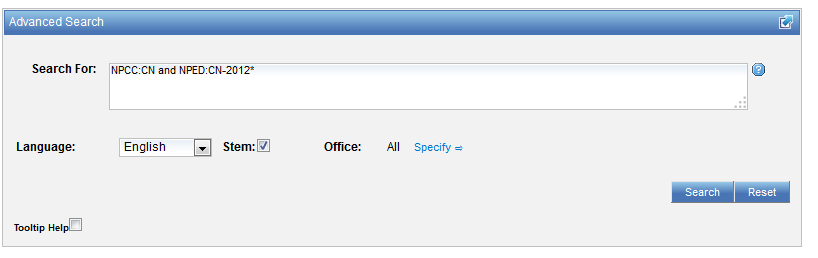 Advanced Search
Search For: NPCC:CN and NPED:CN-2012*
Language: English Stem: Office: All Specify ⇨
Search Reset
Tooltip Help